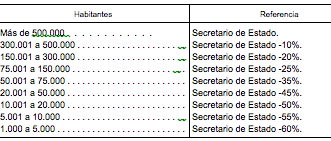 Habitantes Referencia
Más de 500.000 . . . . . . . . . . . . Secretario de Estado.
300.001 a 500.000 . . . . . . . . . . . . Secretario de Estado -10%.
150.001 a 300.000 . . . . . . . . . . . . Secretario de Estado -20%.
75.001 a 150.000 . . . . . . . . . . . . Secretario de Estado -25%.
50.001 a 75.000 . . . . . . . . . . . . Secretario de Estado -35%.
20.001 a 50.000 . . . . . . . . . . . . Secretario de Estado -45%.
10.001 a 20.000 . . . . . . . . . . . . Secretario de Estado -50%.
5.001 a 10.000 . . . . . . . . . . . . Secretario de Estado -55%.
1.000 a 5.000 . . . . . . . . . . . . Secretario de Estado -60%.